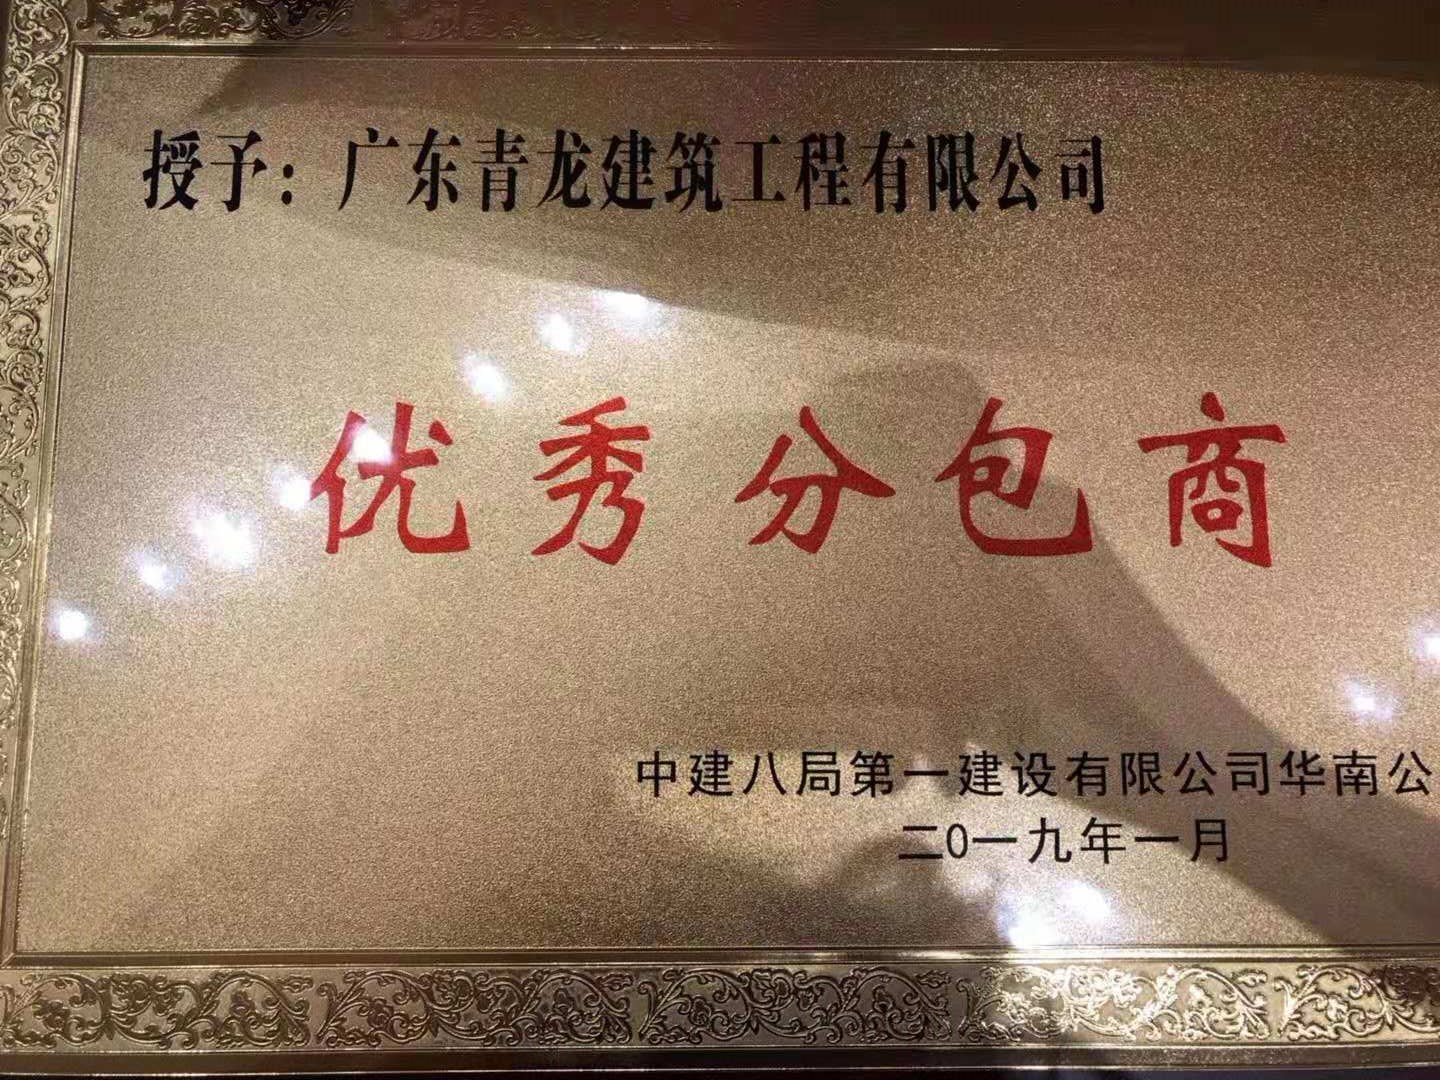 授予：广东青龙建筑工程有限公司
优秀分包商
中建八局第一建设有限公司华南公
二0一九年一月